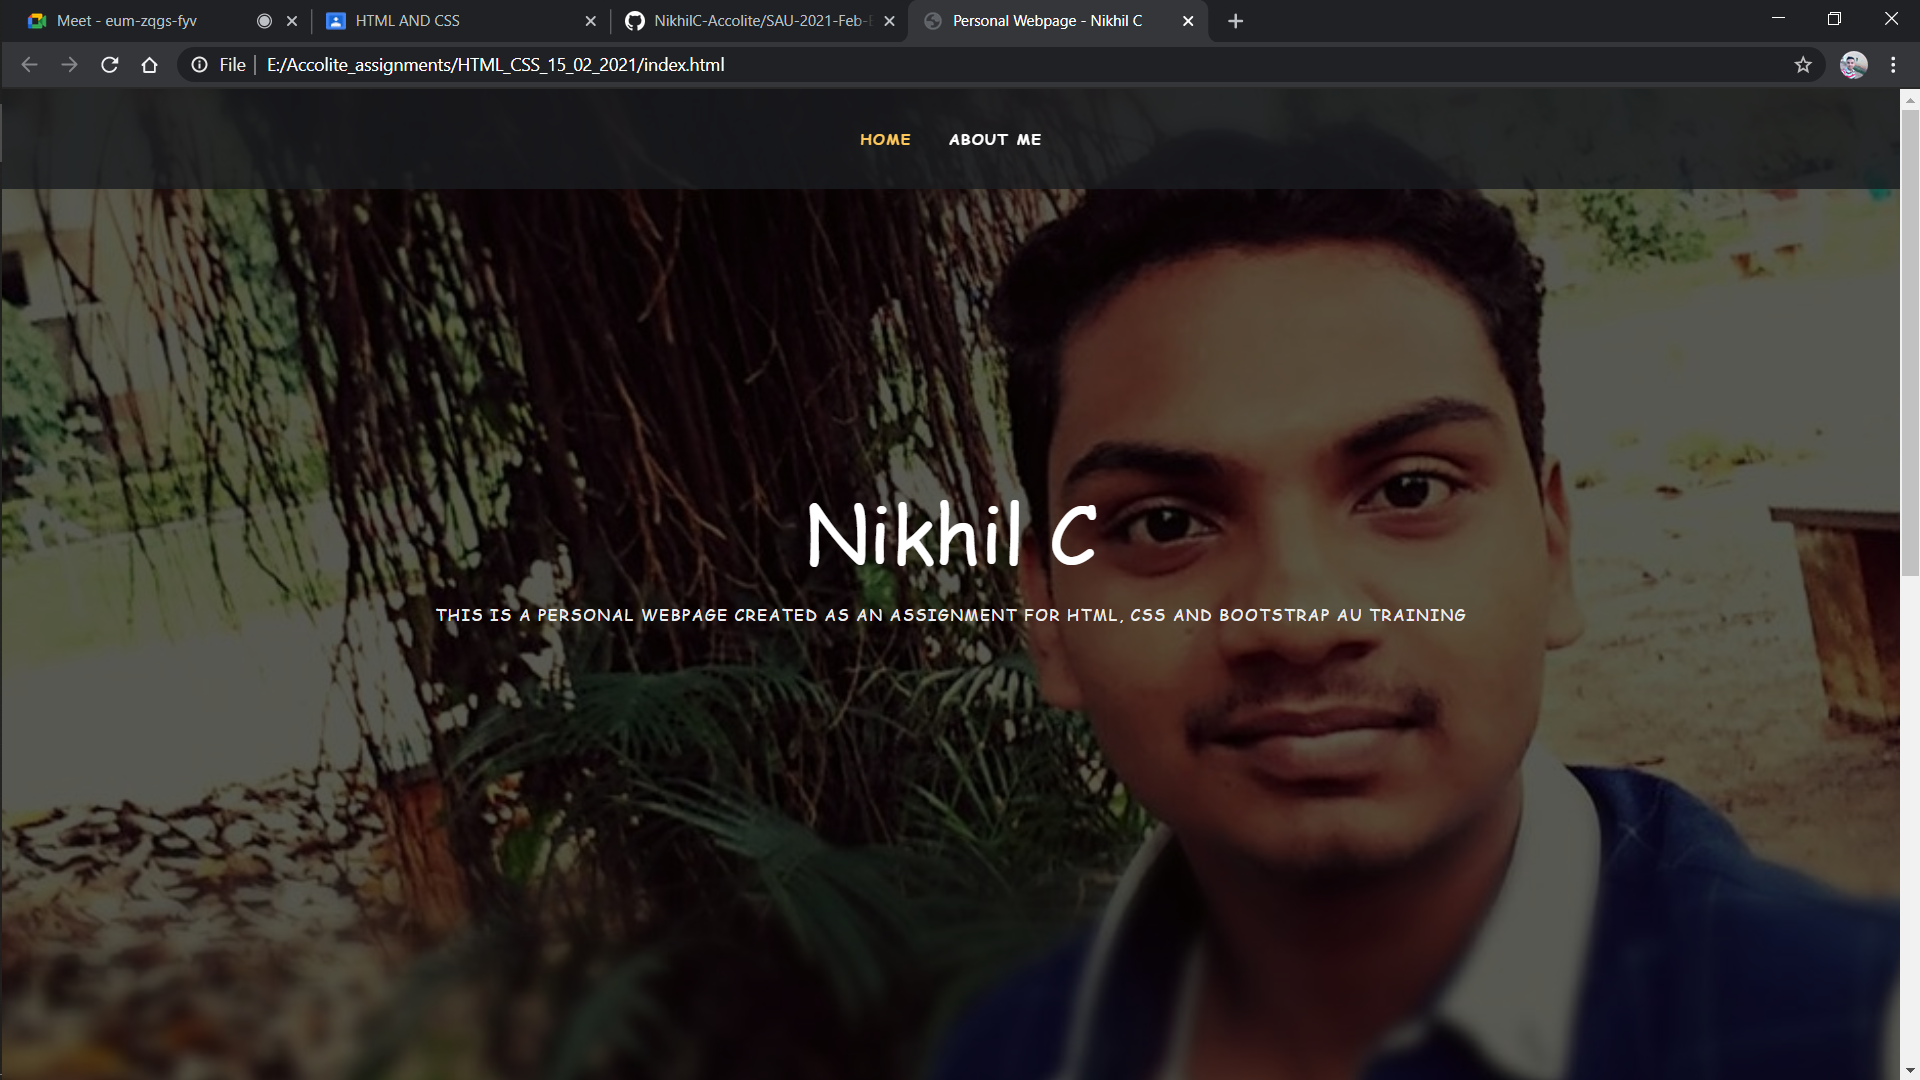 Meet - eum-zqgs-fyv
HTML AND CSS
NikhilC-Accolite/SAU-2021-Feb-
Personal Webpage - Nikhil C
File
E:/Accolite_assignments/HTML_CSS_15_02_2021/index.html
HOME
ABOUT ME
Nikhil C
THIS IS A PERSONAL WEBPAGE CREATED AS AN ASSIGNMENT FOR HTML, CSS AND BOOTSTRAP AU TRAINING